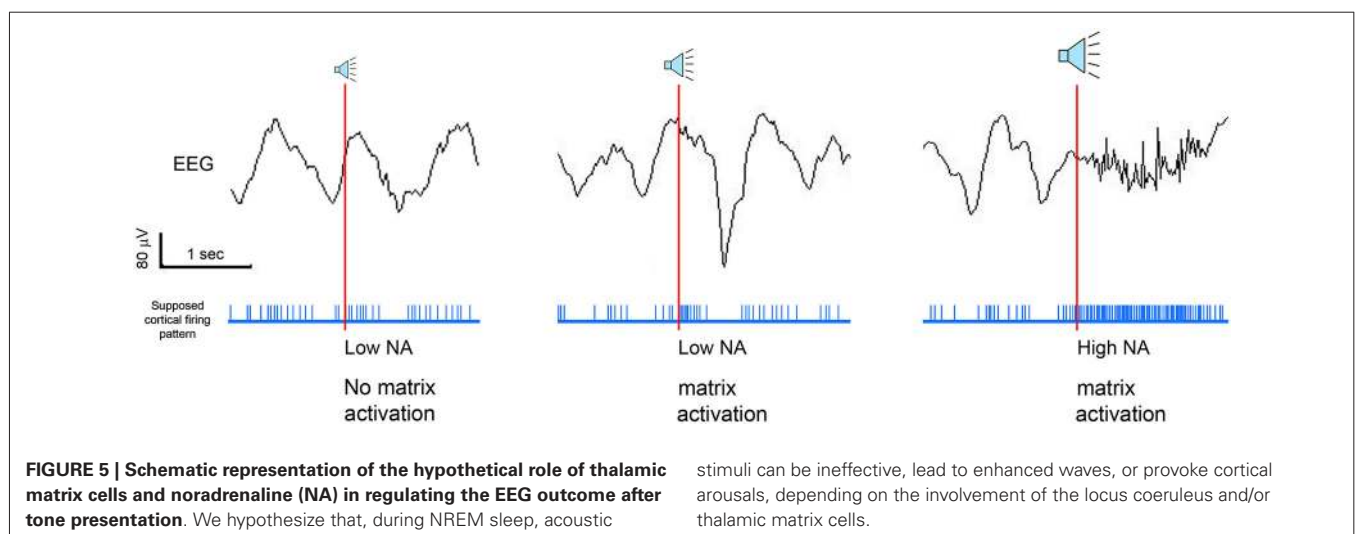 EEG
80 µV
1 sec
Supposed
cortical firing
pattern
Low NA
No matrix
activation
Low NA
matrix
activation
High NA
matrix
activation
FIGURE 5 | Schematic representation of the hypothetical role of thalamic
matrix cells and noradrenaline (NA) in regulating the EEG outcome after
tone presentation. We hypothesize that, during NREM sleep, acoustic
stimuli can be ineffective, lead to enhanced waves, or provoke cortical
arousals, depending on the involvement of the locus coeruleus and/or
thalamic matrix cells.